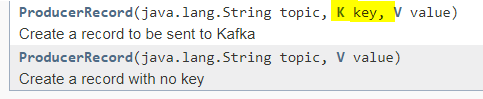 ProducerRecord(java.lang.String topic, K key, V value)
Create a record to be sent to Kafka
ProducerRecord(java.lang.String topic, V value)
Create a record with no key